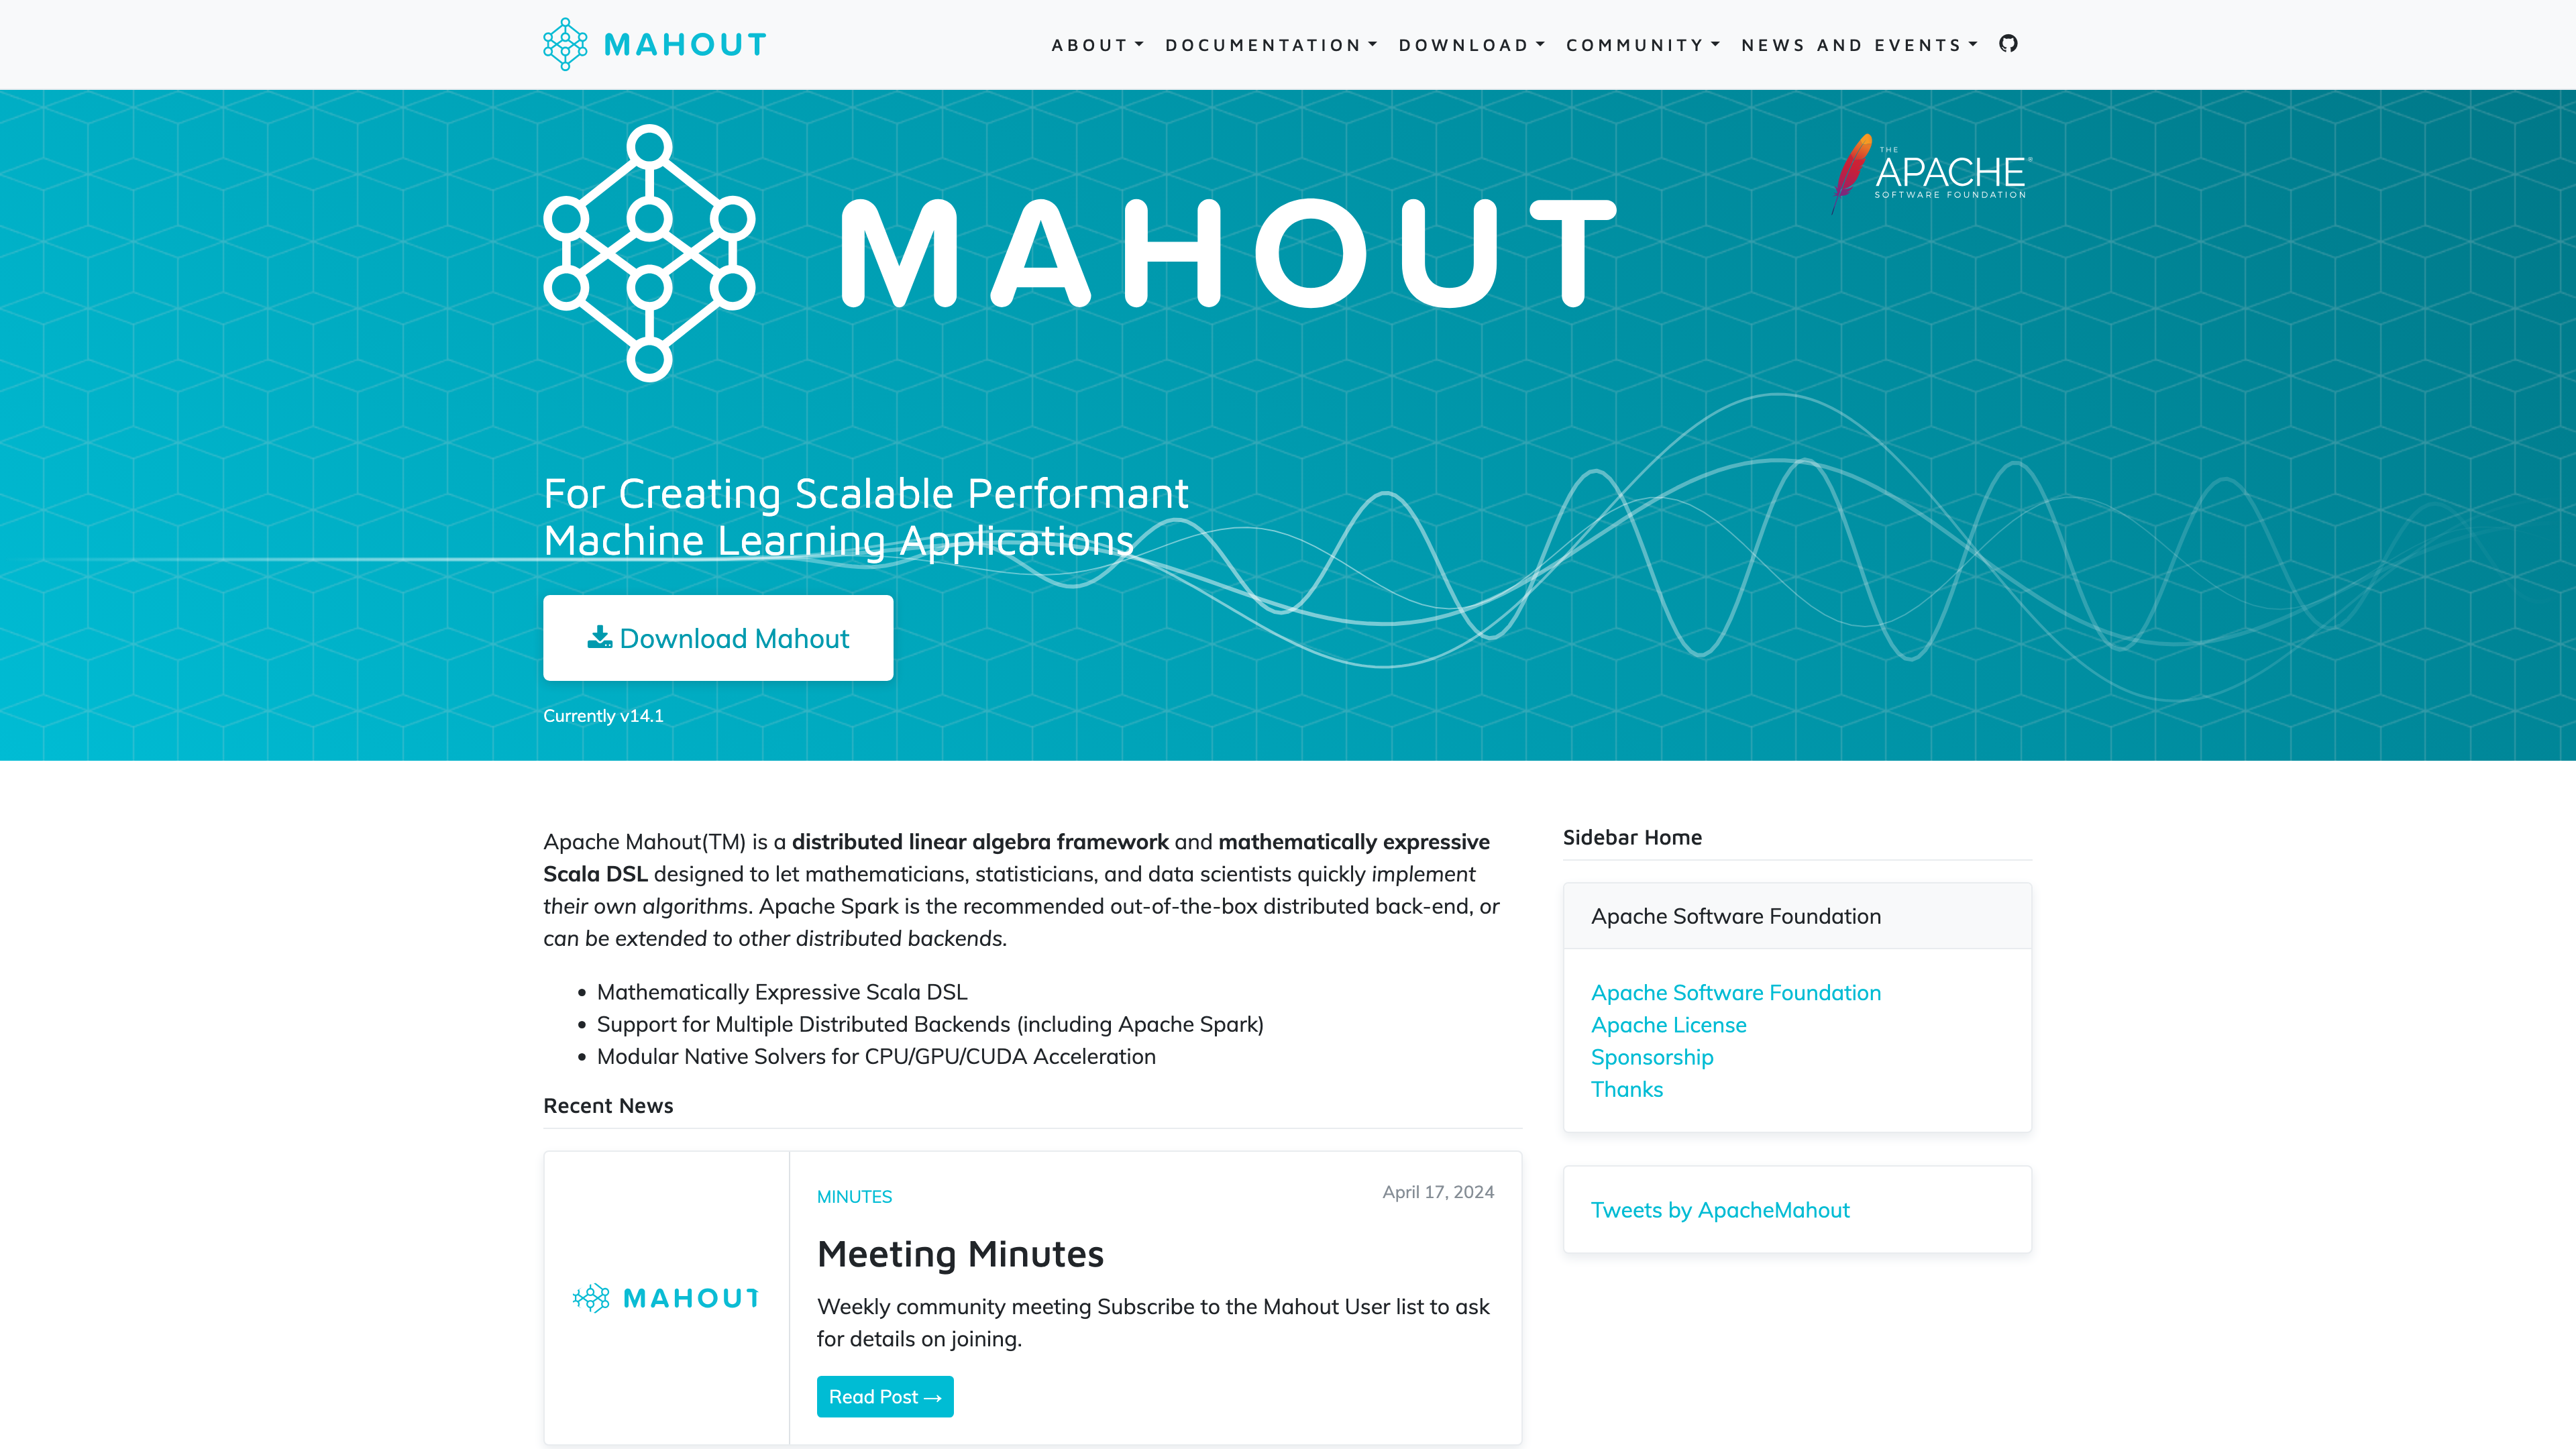 MAHOUT
ABOUT
DOCUMENTATION
DOWNLOAD
COMMUNITY
NEWS AND EVENTS
MAHOUT
THE
APACHE®
SOFTWARE FOUNDATION
For Creating Scalable Performant
Machine Learning Applications
Download Mahout
Currently v14.1
Apache Mahout(TM) is a distributed linear algebra framework and mathematically expressive
Scala DSL designed to let mathematicians, statisticians, and data scientists quickly implement
their own algorithms. Apache Spark is the recommended out-of-the-box distributed back-end, or
can be extended to other distributed backends.
• Mathematically Expressive Scala DSL
• Support for Multiple Distributed Backends (including Apache Spark)
• Modular Native Solvers for CPU/GPU/CUDA Acceleration
Recent News
MAHOUT
MINUTES
April 17, 2024
Meeting Minutes
Weekly community meeting Subscribe to the Mahout User list to ask
for details on joining.
Read Post →
Sidebar Home
Apache Software Foundation
Apache Software Foundation
Apache License
Sponsorship
Thanks
Tweets by ApacheMahout